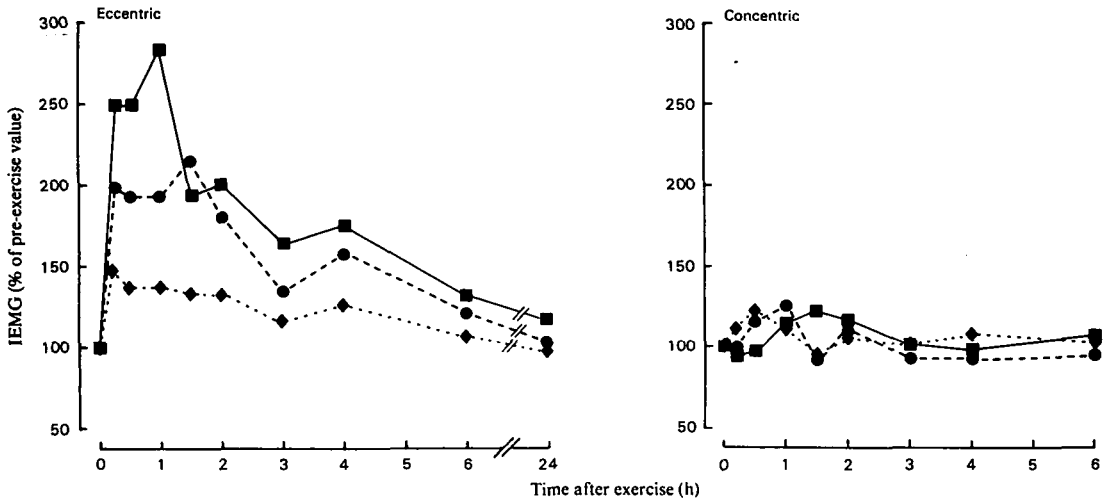 Eccentric
Concentric
IEMG (% of pre-exercise value)
300
250
200
150
100
50
0 1 2 3 4 5 6 24
300
250
200
150
100
50
0 1 2 3 4 5 6
Time after exercise (h)